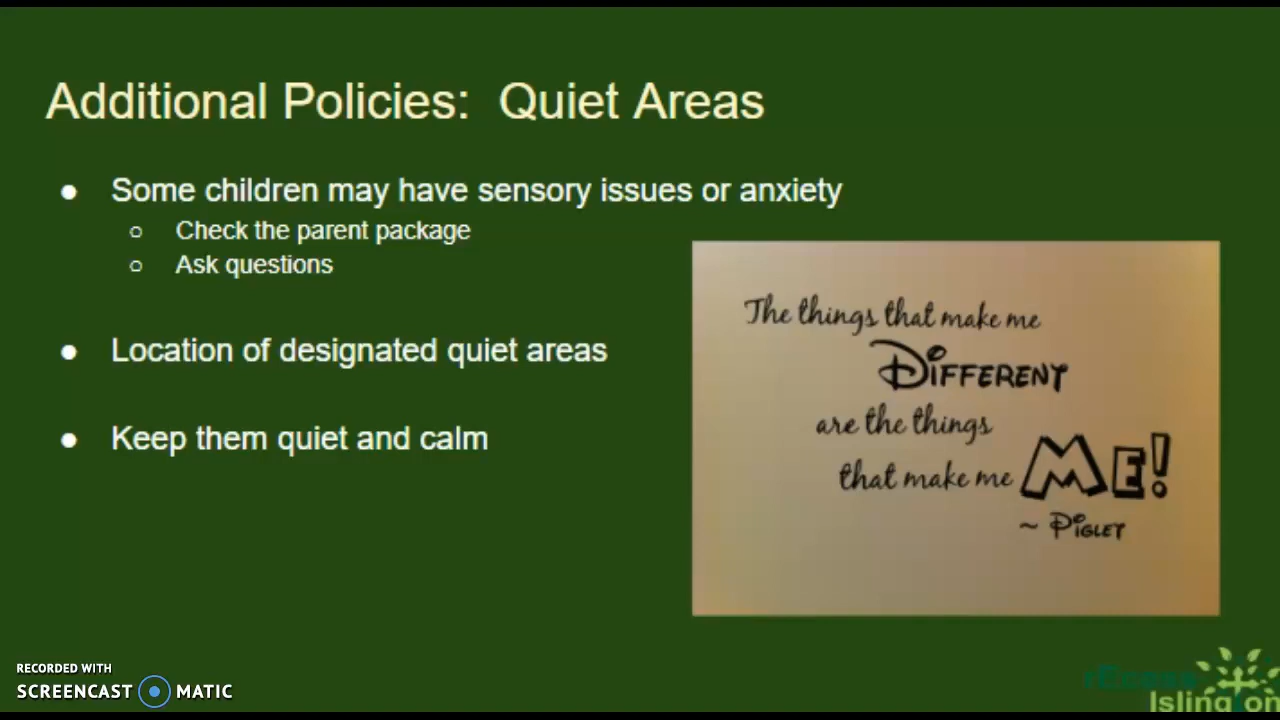 Additional Policies: Quiet Areas
● Some children may have sensory issues or anxiety
○ Check the parent package
○ Ask questions
● Location of designated quiet areas
● Keep them quiet and calm
The things that make me
DIFFERENT
are the things
that make me ME!
~ PIGLET
RECORDED WITH
SCREENCAST MATIC
rEcess
Islington